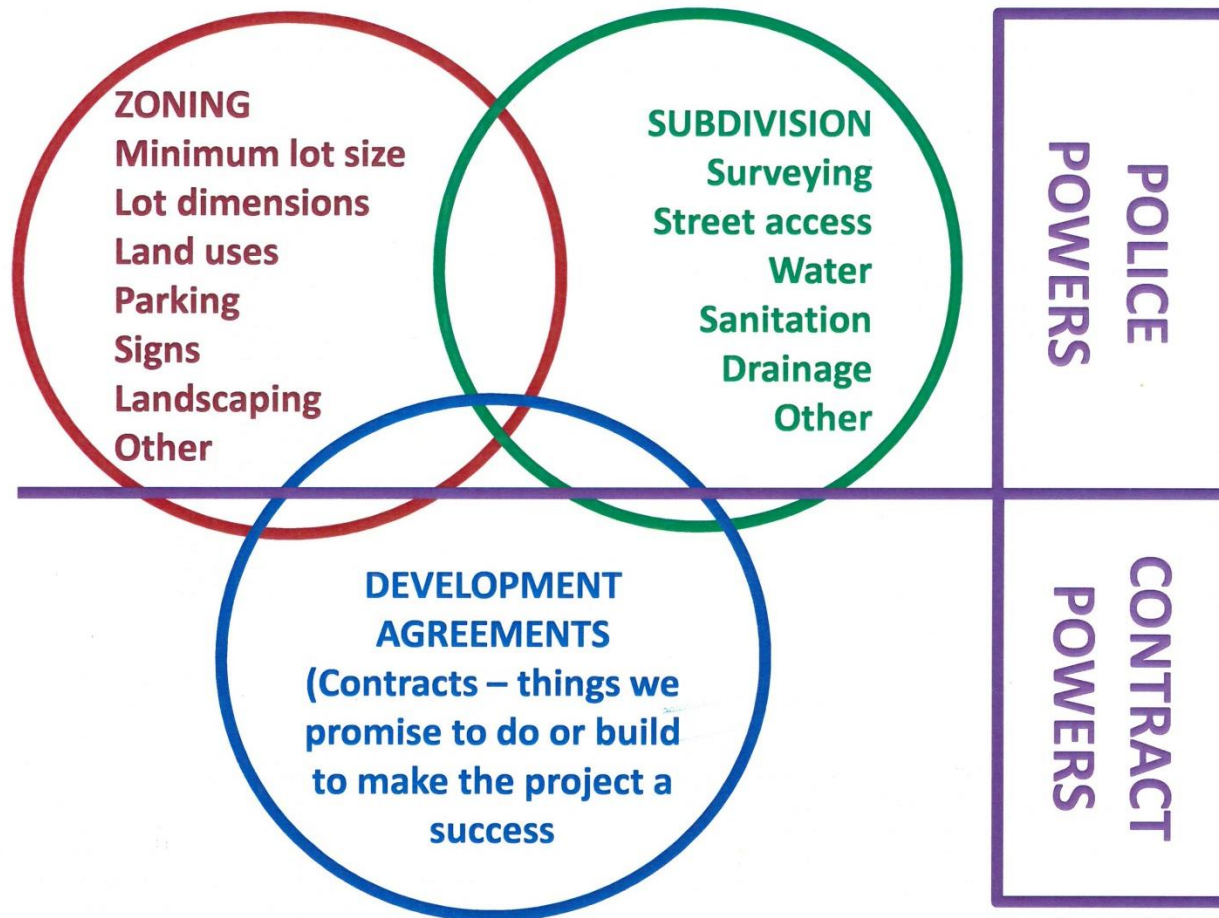 ZONING
Minimum lot size
Lot dimensions
Land uses
Parking
Signs
Landscaping
Other
SUBDIVISION
Surveying
Street access
Water
Sanitation
Drainage
Other
POLICE
POWERS
DEVELOPMENT
AGREEMENTS
(Contracts – things we
promise to do or build
to make the project a
success
CONTRACT
POWERS